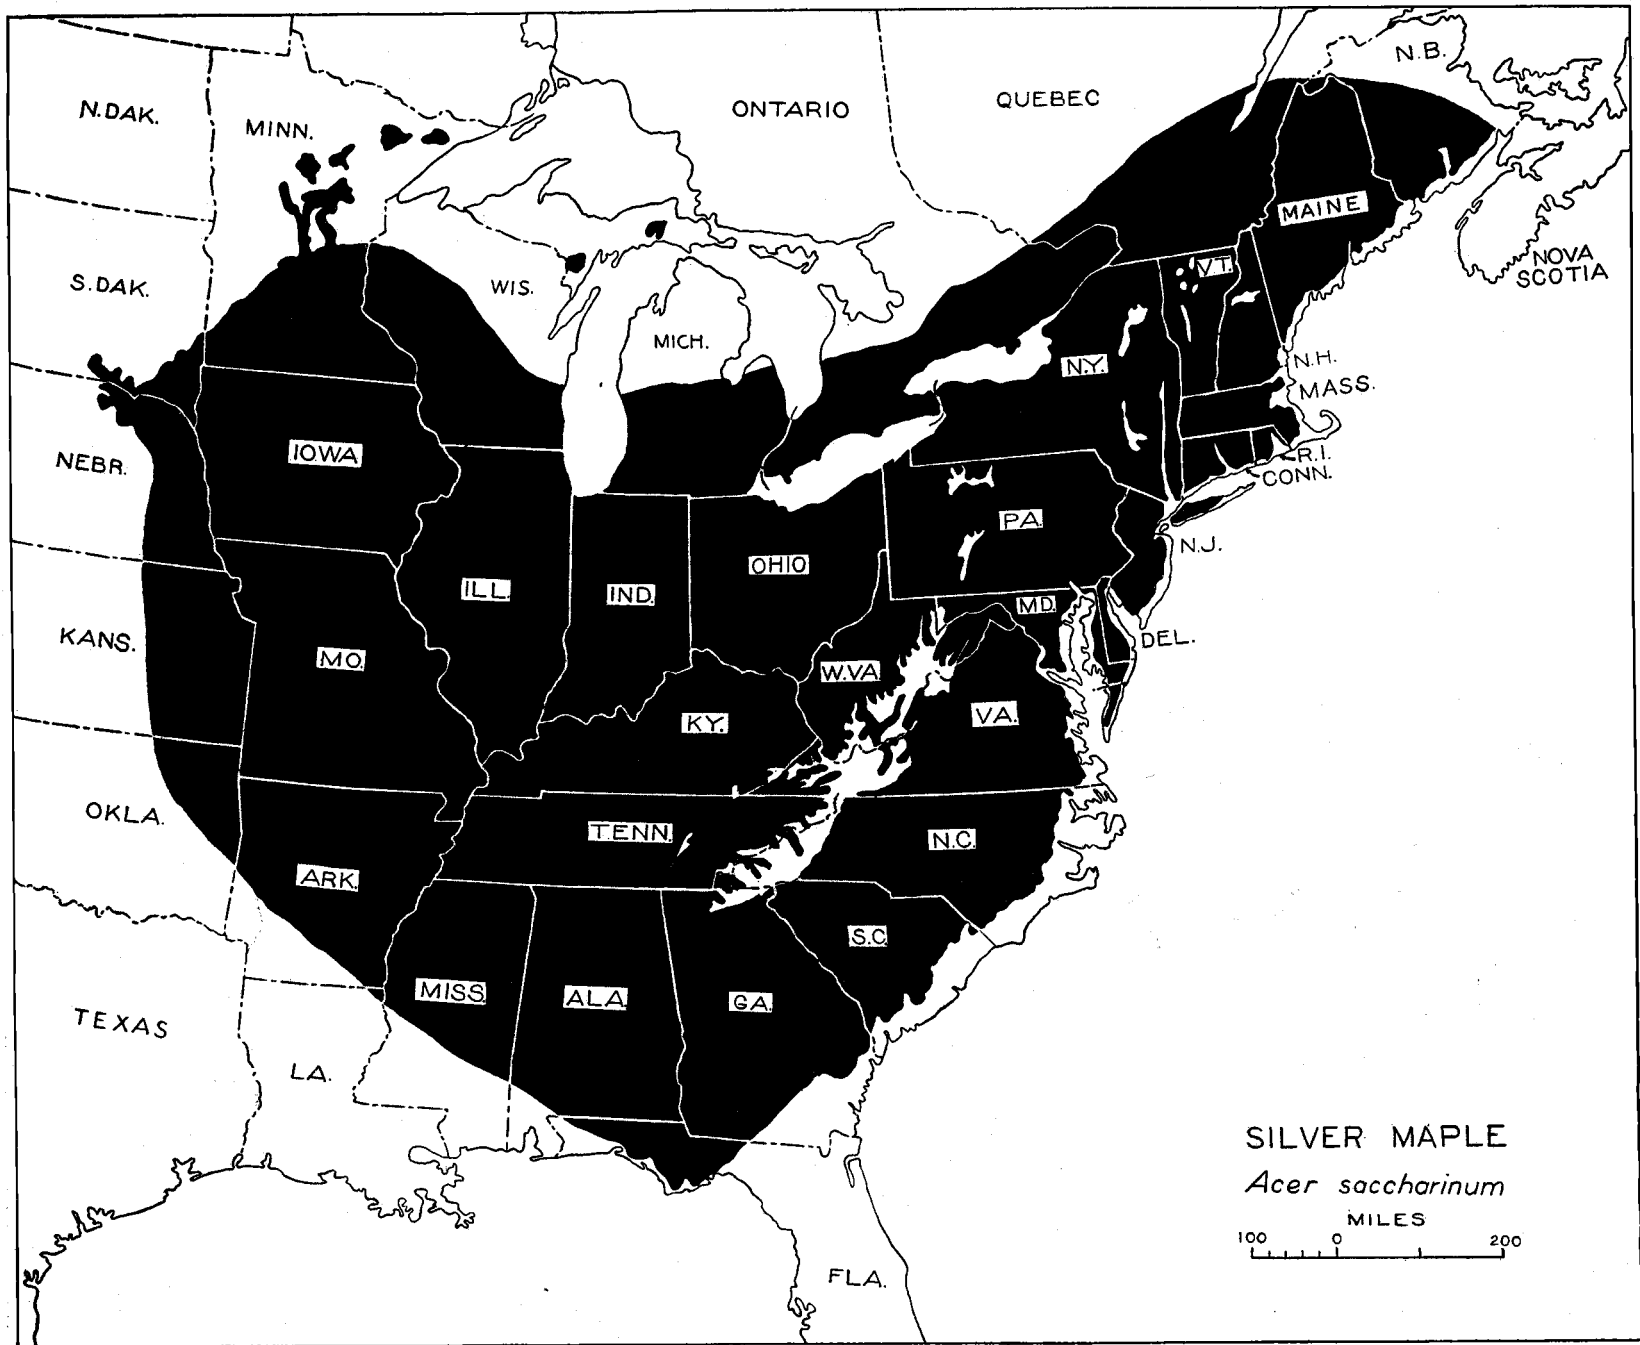 N.B.
QUEBEC
ONTARIO
N.DAK.
MINN.
MAINE
NOVA
SCOTIA
VT.
S.DAK.
WIS.
MICH.
N.H.
N.Y.
MASS.
IOWA
R.I.
NEBR.
CONN.
PA.
N.J.
OHIO
ILL.
IND.
MD.
DEL.
KANS.
MO.
W.VA.
KY.
VA.
OKLA.
TENN.
N.C.
ARK.
S.C.
MISS.
ALA.
GA.
TEXAS
LA.
FLA.
SILVER MAPLE
Acer saccharinum
MILES
100 0 200